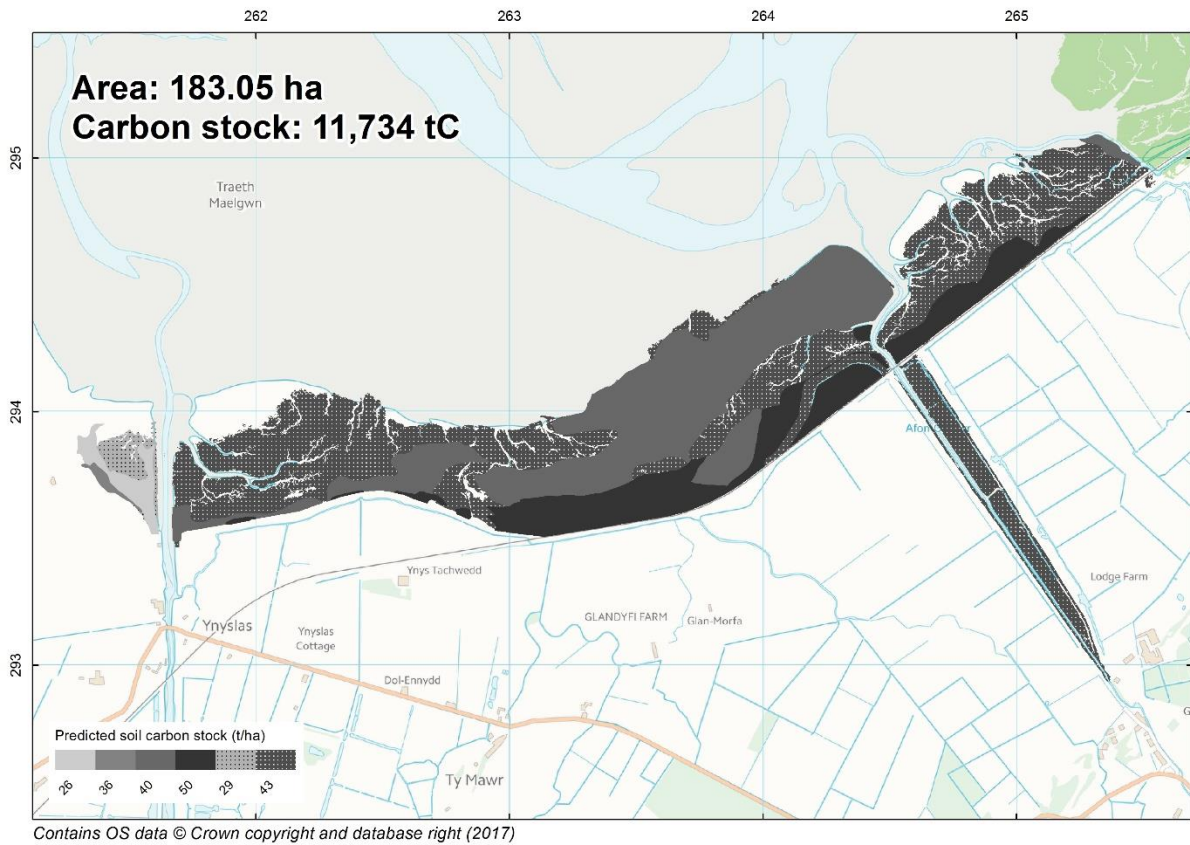 262 263 264 265
Area: 183.05 ha
Carbon stock: 11,734 tC
295
Traeth
Maelgwn
294
Afon
Ynys Tachwedd
Lodge Farm
Ynyslas
Ynyslas
Cottage
GLANDYFI FARM
Glan-Morfa
293
Dol-Ennydd
G
Predicted soil carbon stock (t/ha)
26 36 40 50 29 43
Ty Mawr
Contains OS data © Crown copyright and database right (2017)